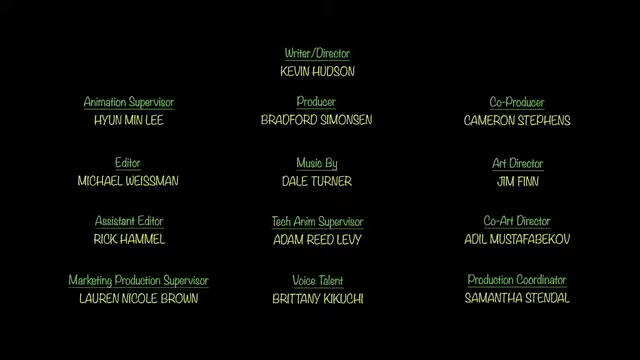 Writer/Director
KEVIN HUDSON
Animation Supervisor
HYUN MIN LEE
Producer
BRADFORD SIMONSEN
Co-Producer
CAMERON STEPHENS
Editor
MICHAEL WEISSMAN
Music By
DALE TURNER
Art Director
JIM FINN
Assistant Editor
RICK HAMMEL
Tech Anim Supervisor
ADAM REED LEVY
Co-Art Director
ADIL MUSTAFABEKOV
Marketing Production Supervisor
LAUREN NICOLE BROWN
Voice Talent
BRITTANY KIKUCHI
Production Coordinator
SAMANTHA STENDAL